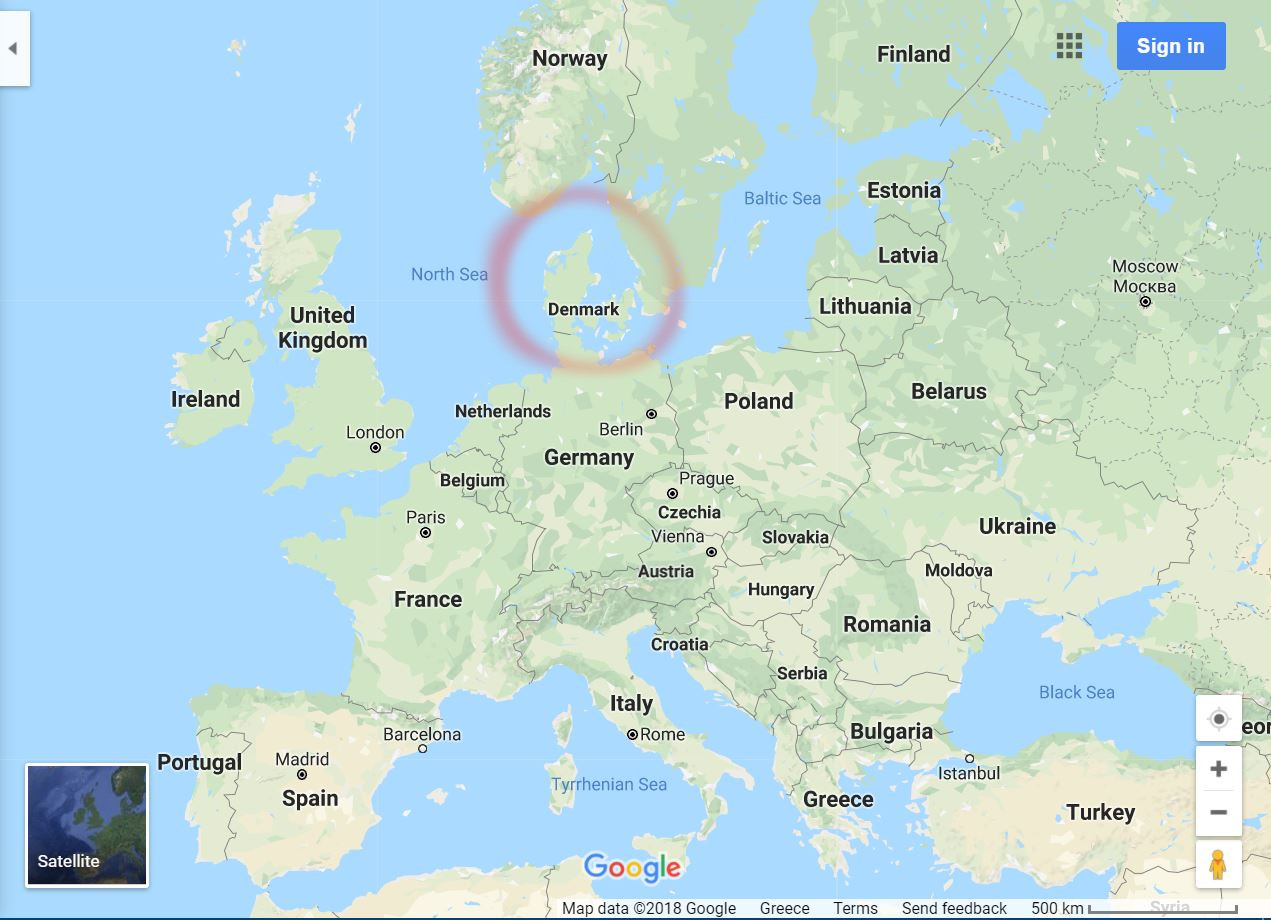 Norway
Finland
Sign in
Estonia
Baltic Sea
Latvia
North Sea
Moscow
Москва
Denmark
Lithuania
United
Kingdom
Ireland
Netherlands
Poland
Belarus
London
Berlin
Germany
Belgium
Prague
Czechia
Paris
Ukraine
Vienna
Slovakia
Austria
Moldova
Hungary
France
Romania
Croatia
Serbia
Black Sea
Italy
Barcelona
Rome
Bulgaria
eor
Portugal
Madrid
Istanbul
Tyrrhenian Sea
Spain
Greece
Turkey
Satellite
Google
Map data ©2018 Google Greece Terms Send feedback 500 km
Syria